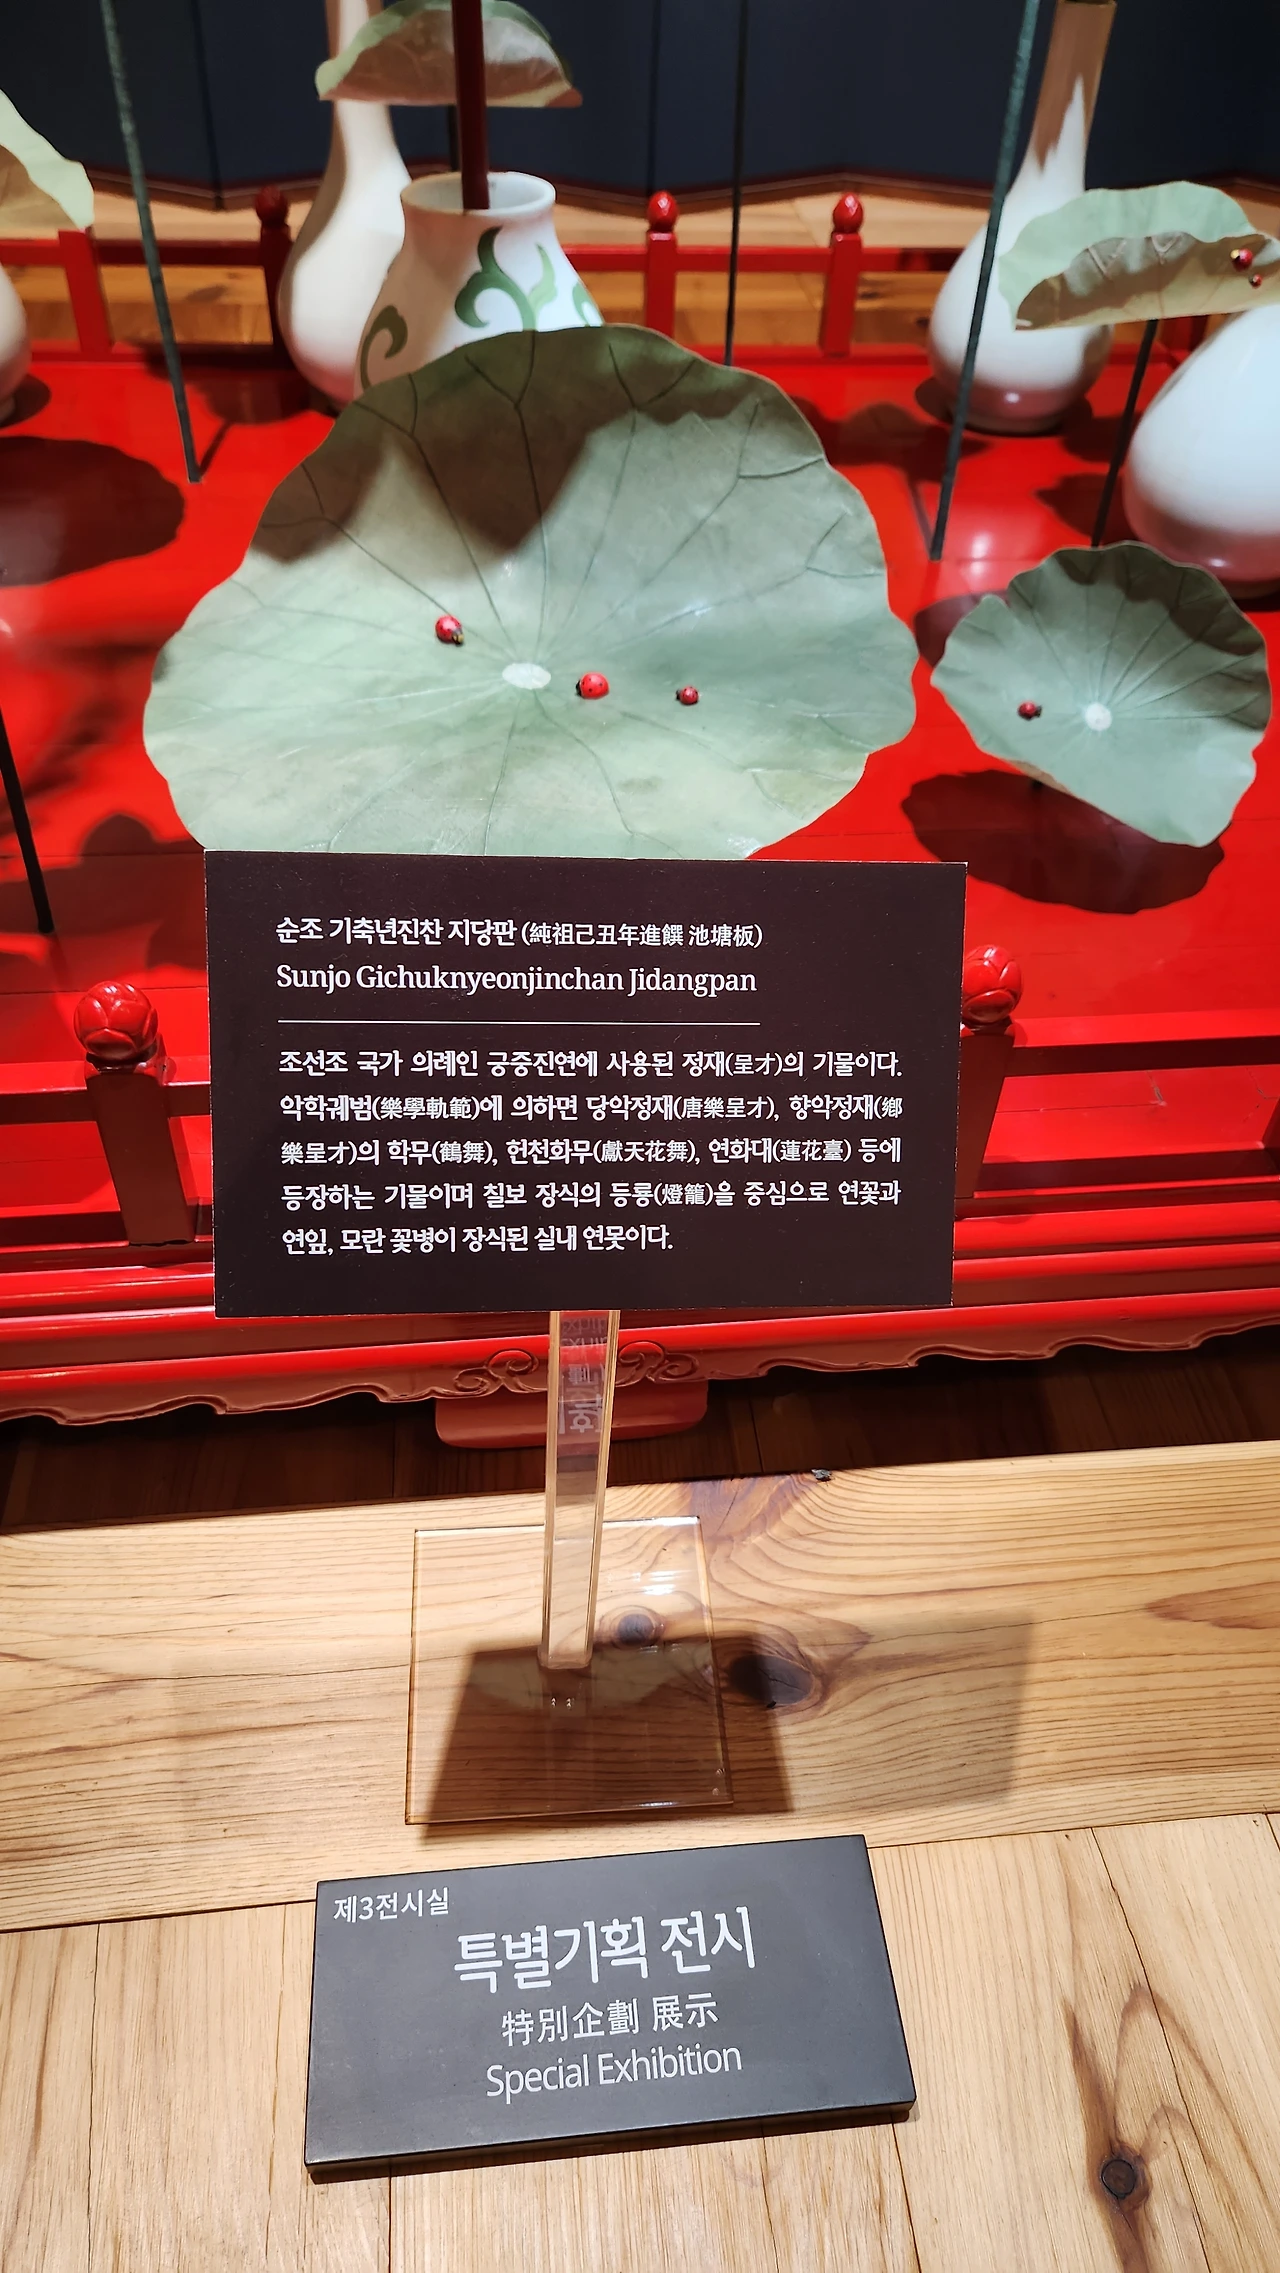 순조 기축년진찬 지당판 (純祖己丑年進饌 池塘板)
Sunjo Gichuknyeonjinchan Jidangpan
조선조 국가 의례인 궁중진연에 사용된 정재(呈才)의 기물이다.
악학궤범(樂學軌範)에 의하면 당악정재(唐樂呈才), 향악정재(鄕
樂呈才)의 학무(鶴舞), 헌천화무(獻天花舞), 연화대(蓮花臺) 등에
등장하는 기물이며 칠보 장식의 등롱(燈籠)을 중심으로 연꽃과
연잎, 모란 꽃병이 장식된 실내 연못이다.
제3전시실
특별기획 전시
特別企劃 展示
Special Exhibition